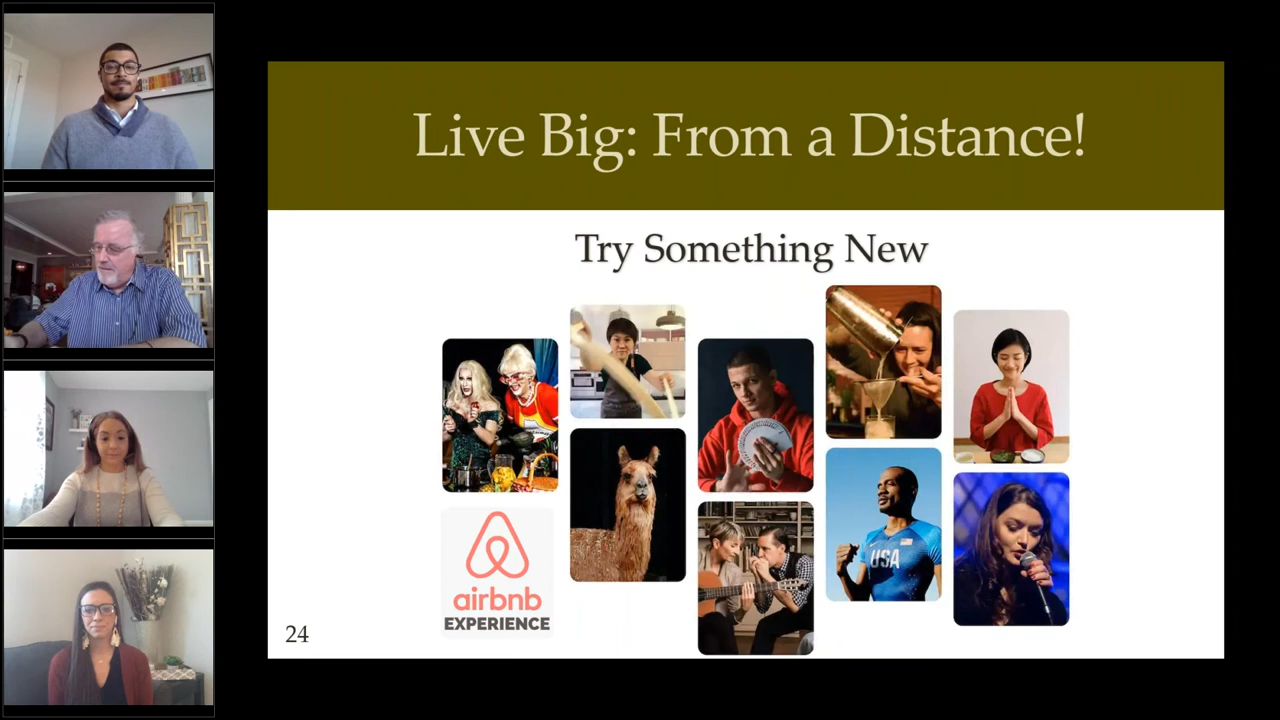 Live Big: From a Distance!
Try Something New
USA
airbnb
EXPERIENCE
24